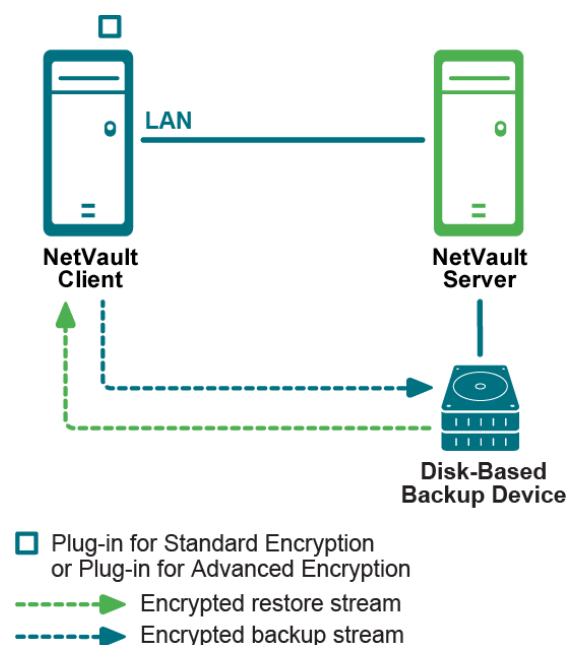 LAN
NetVault
Client
NetVault
Server
Disk-Based
Backup Device
Plug-in for Standard Encryption
or Plug-in for Advanced Encryption
Encrypted restore stream
Encrypted backup stream